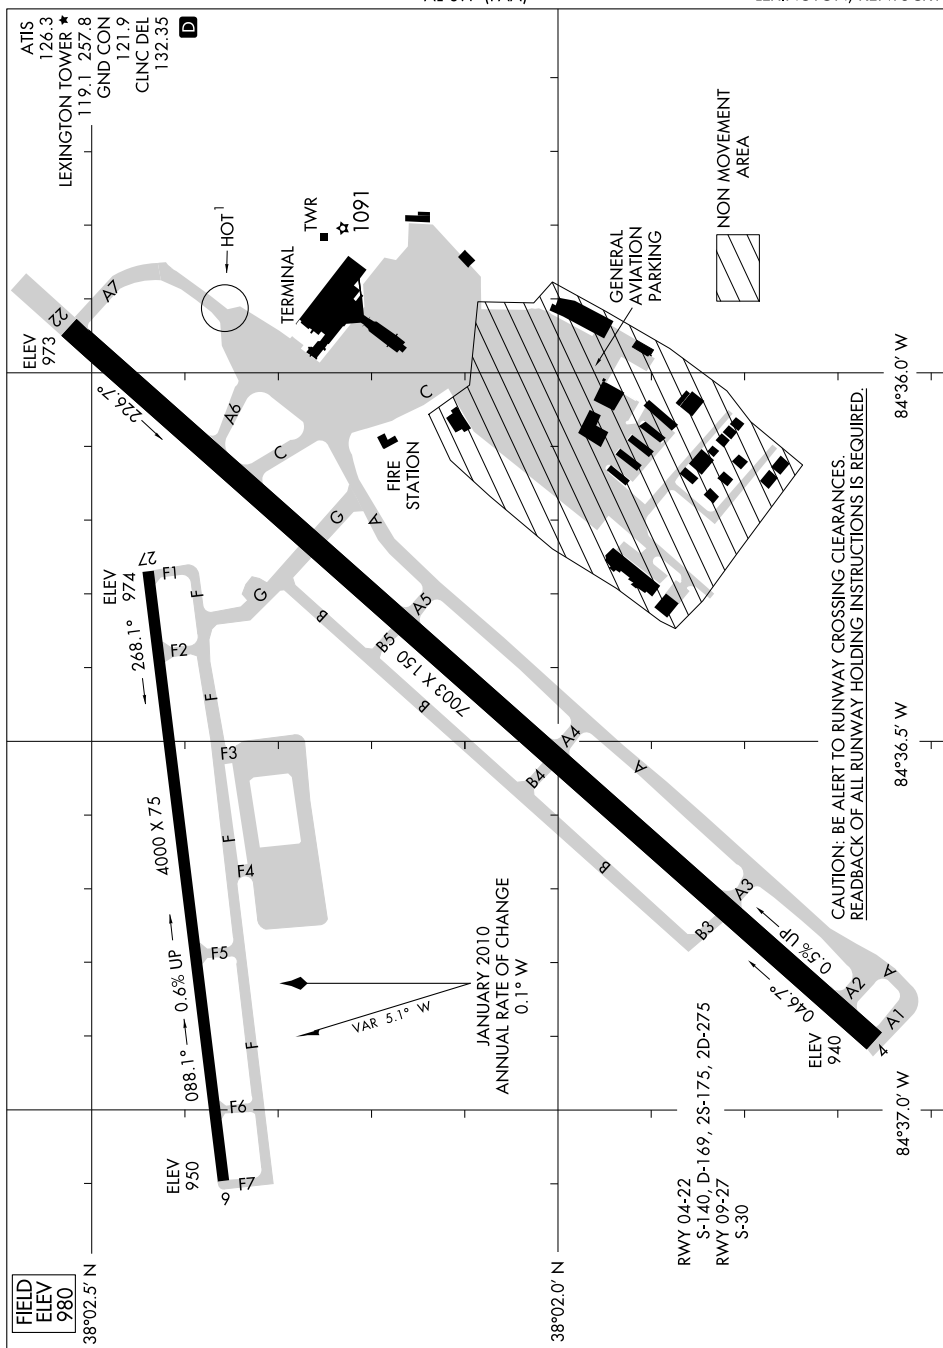 ATIS
126.3
LEXINGTON TOWER ★
119.1 257.8
GND CON
121.9
CLNC DEL
132.35
D
FIELD
ELEV
980
38°02.5' N
38°02.0' N
84°36.0' W
84°36.5' W
84°37.0' W
ELEV
973
22
226.7°
A7
HOT 1
TERMINAL
TWR
1091
A6
C
C
FIRE
STATION
G
A
G
GENERAL
AVIATION
PARKING
NON MOVEMENT
AREA
ELEV
974
27
F1
F
268.1°
F2
F
F3
4000 X 75
F
F4
F5
0.6% UP
088.1°
F
F6
ELEV
950
9
F7
B
A5
B5
7003 X 150
B
A4
B4
A
B
A3
B3
0.5% UP
046.7°
A
A2
A1
4
ELEV
940
VAR 5.1° W
JANUARY 2010
ANNUAL RATE OF CHANGE
0.1° W
RWY 04-22
S-140, D-169, 2S-175, 2D-275
RWY 09-27
S-30
CAUTION: BE ALERT TO RUNWAY CROSSING CLEARANCES.
READBACK OF ALL RUNWAY HOLDING INSTRUCTIONS IS REQUIRED.